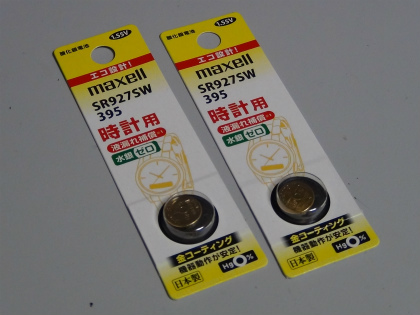 酸化銀電池
1.55V
エコ設計!
maxell
SR927SW
395
時計用
液漏れ補償
水銀ゼロ
金コーティング
機器動作が安定!
日本製
Hg0%
酸化銀電池
1.55V
エコ設計!
maxell
SR927SW
395
時計用
液漏れ補償
水銀ゼロ
金コーティング
機器動作が安定!
日本製
Hg0%